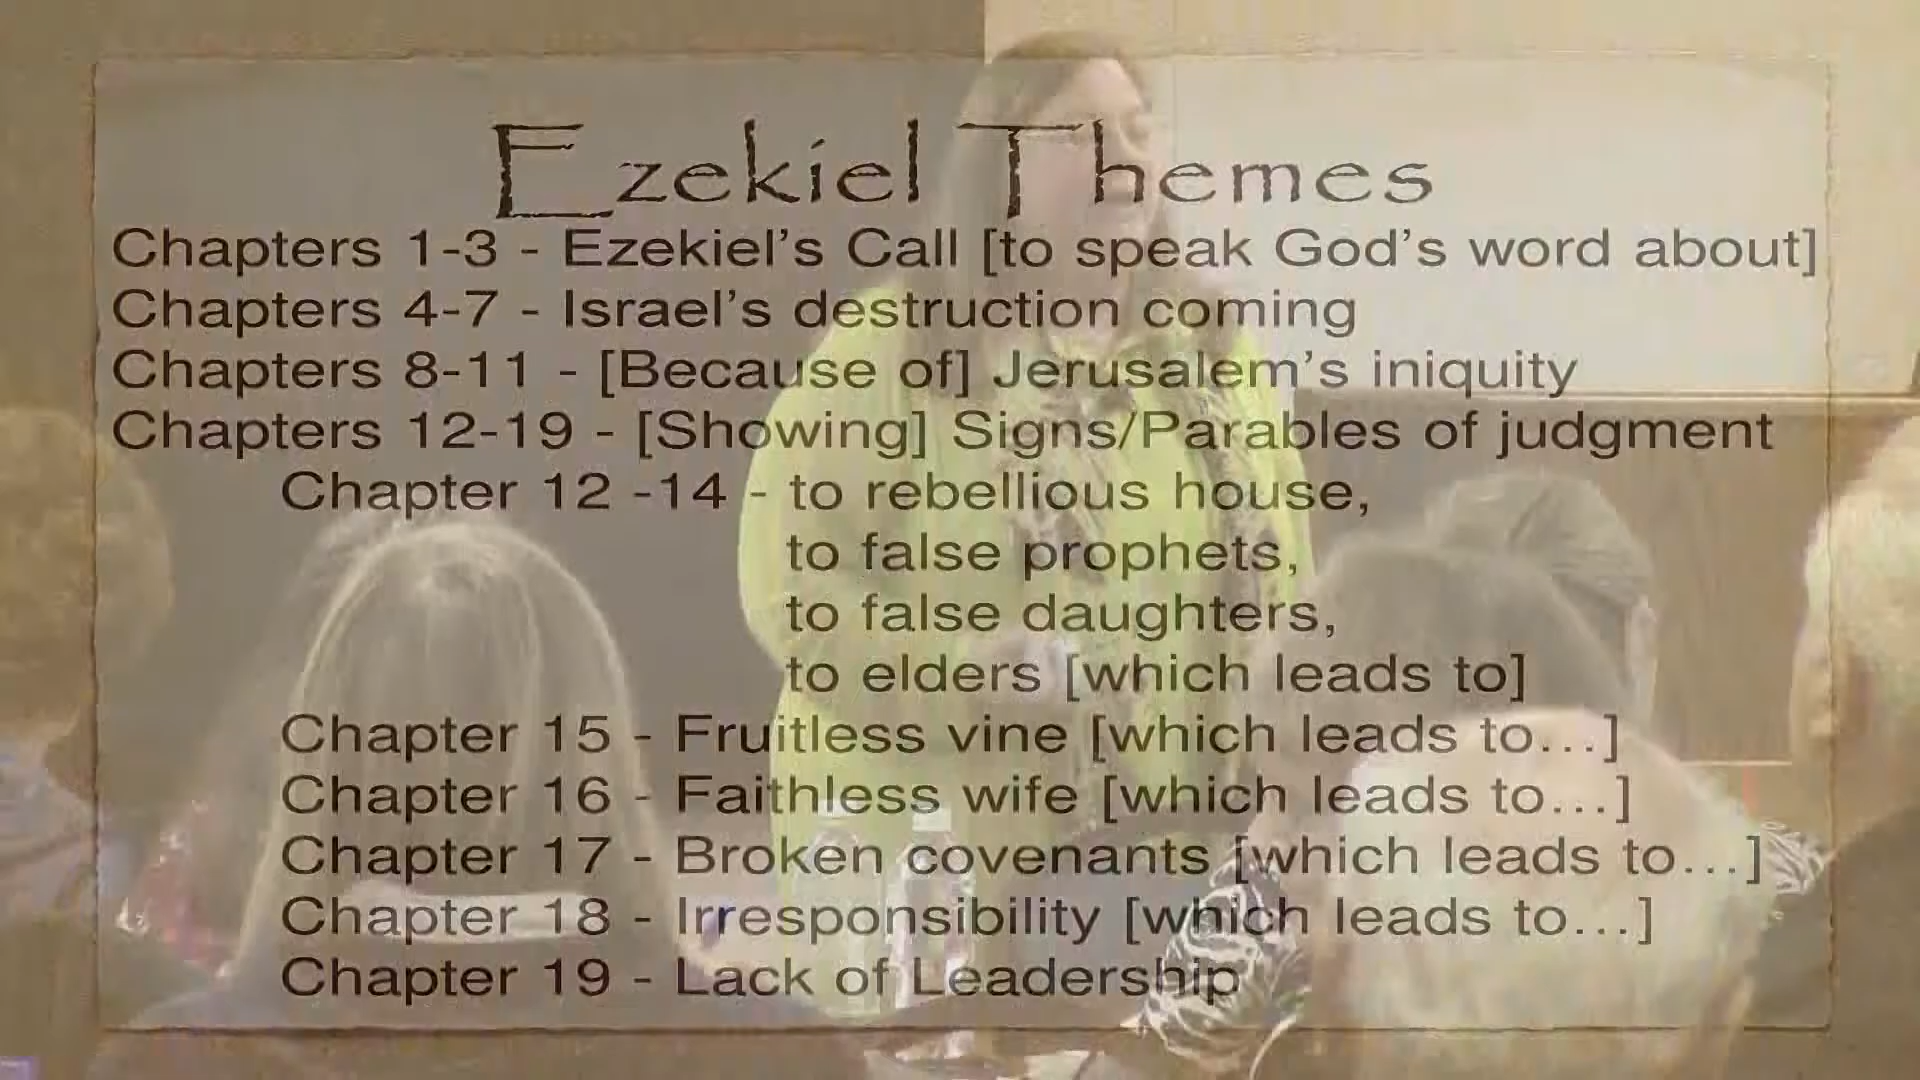 Ezekiel Themes
Chapters 1-3 - Ezekiel's Call [to speak God's word about]
Chapters 4-7 - Israel's destruction coming
Chapters 8-11 - [Because of] Jerusalem's iniquity
Chapters 12-19 - [Showing] Signs/Parables of judgment
Chapter 12 -14 - to rebellious house,
to false prophets,
to false daughters,
to elders [which leads to]
Chapter 15 - Fruitless vine [which leads to...]
Chapter 16 - Faithless wife [which leads to...]
Chapter 17 - Broken covenants [which leads to...]
Chapter 18 - Irresponsibility [which leads to...]
Chapter 19 - Lack of Leadership